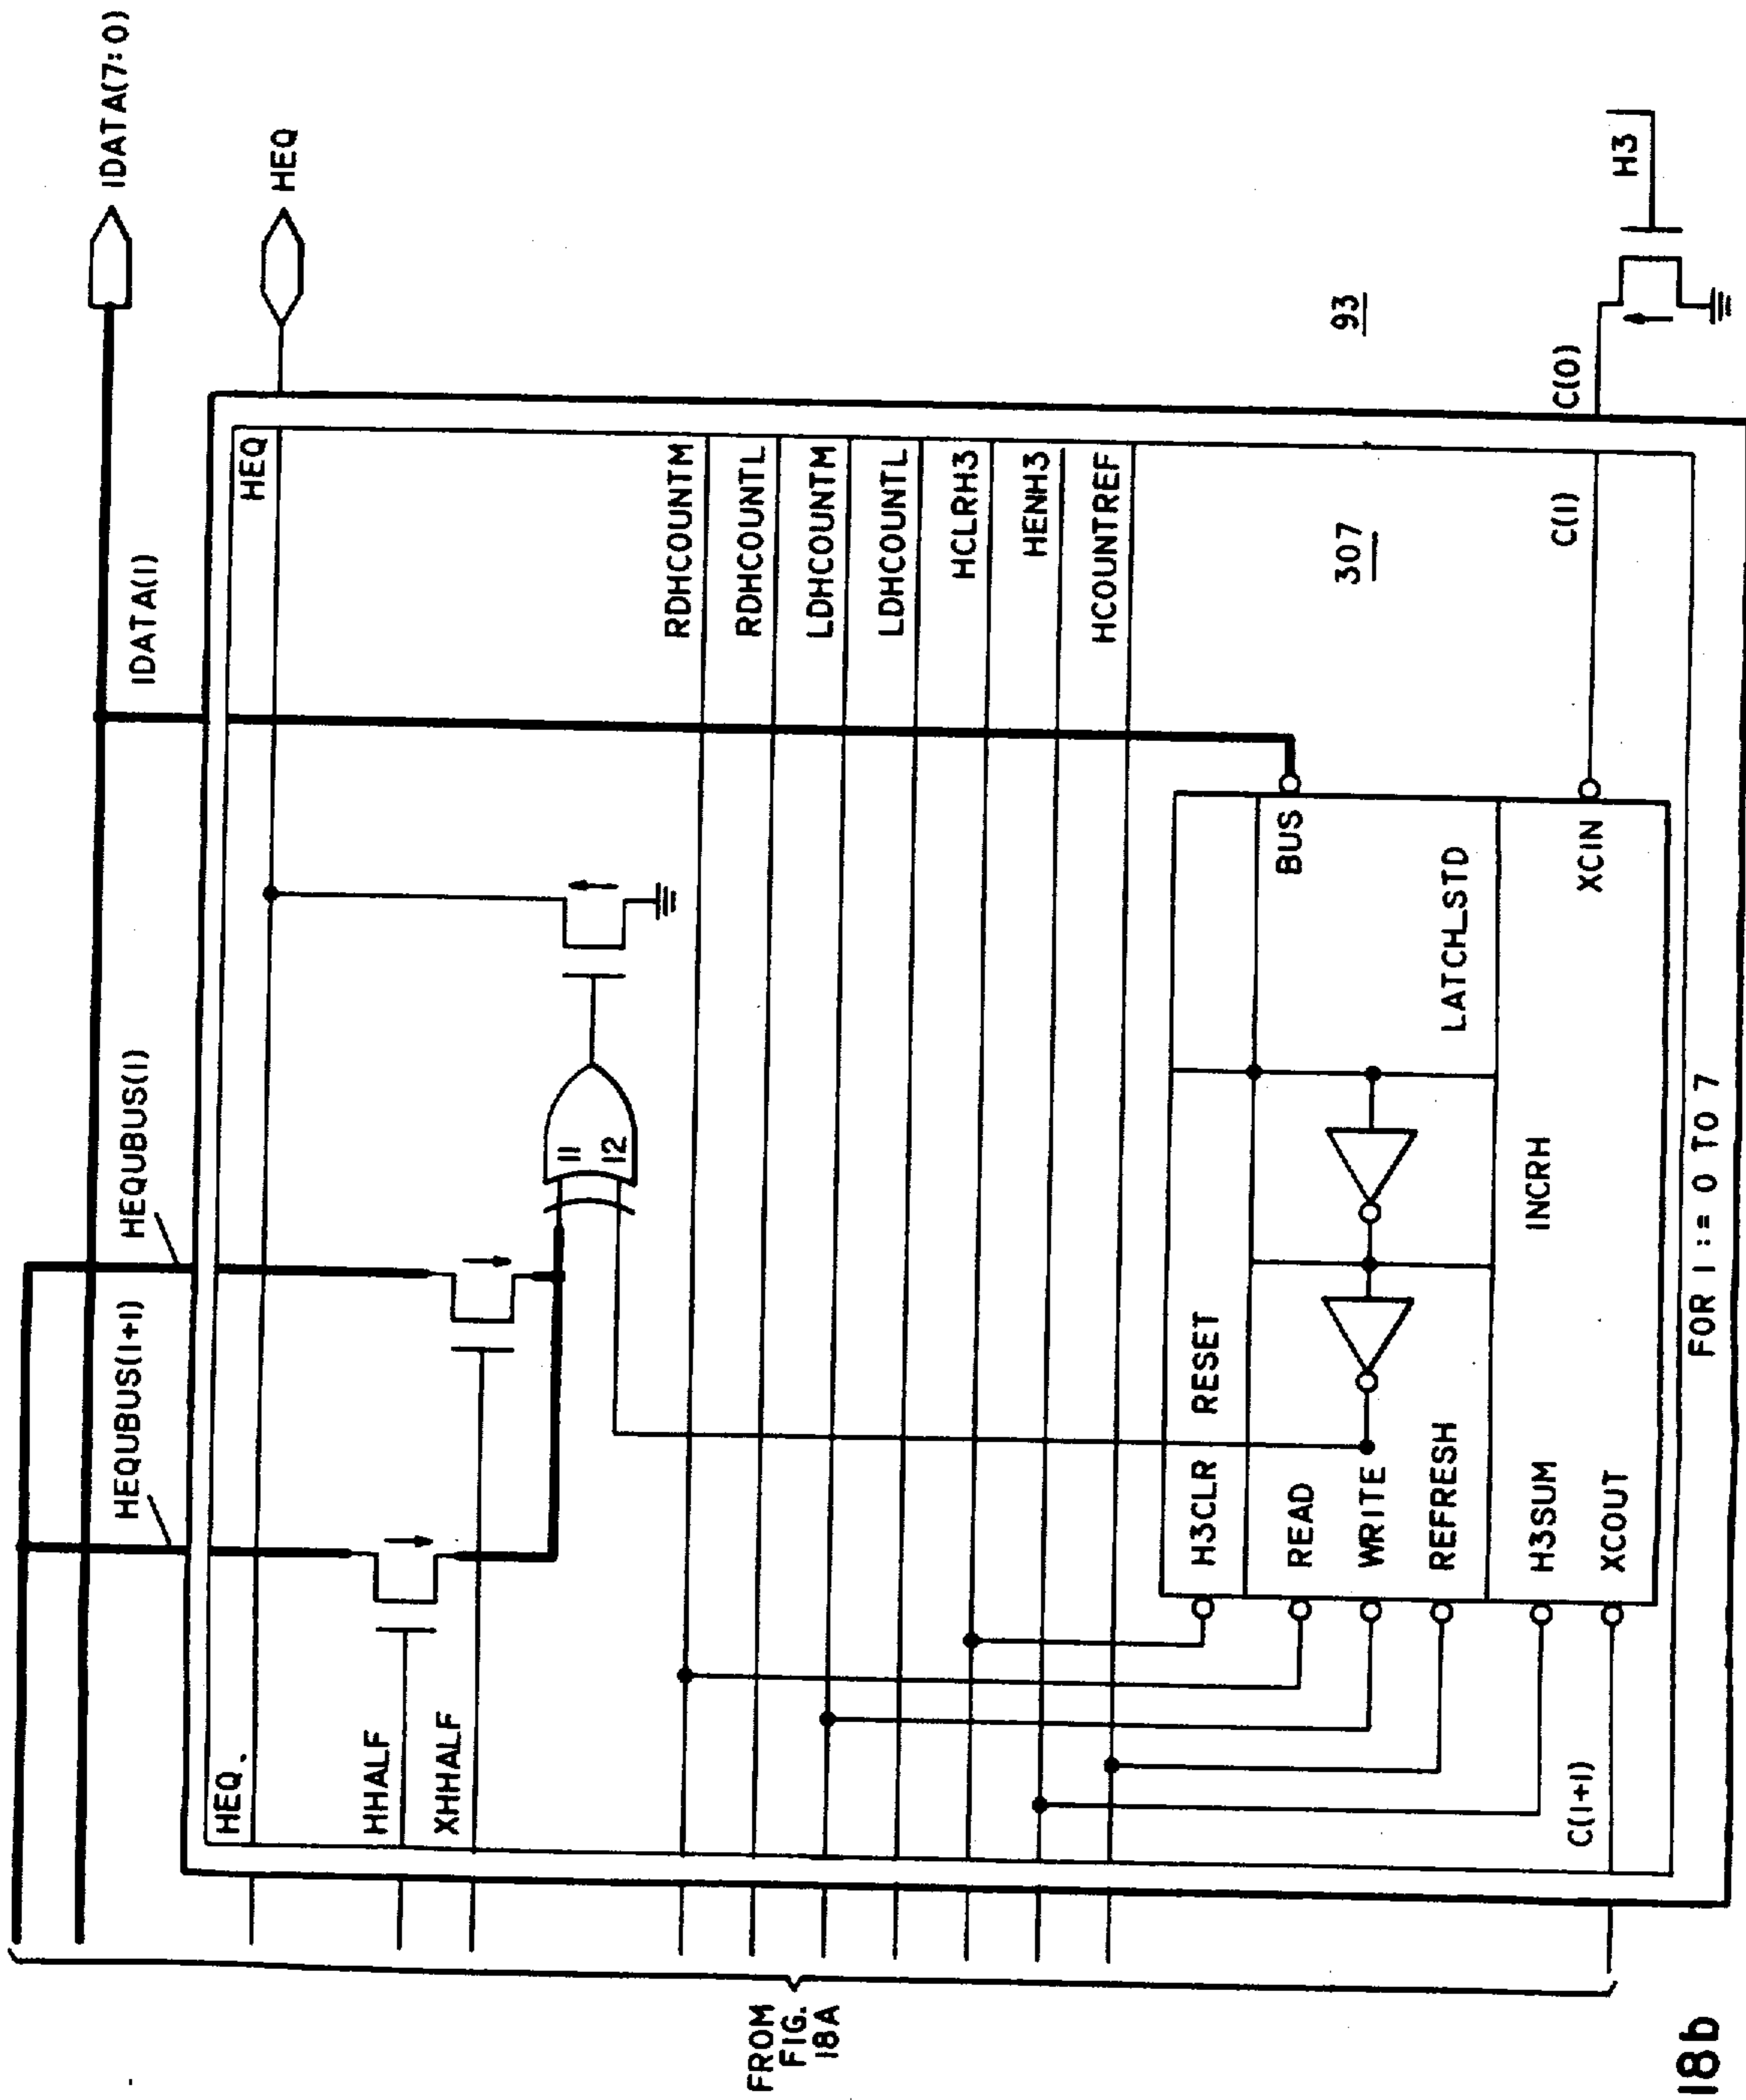 IDATA(7:0)
HEQ
IDATA(I)
HEQUBUS(I)
HEQUBUS(I+I)
HEQ
HEQ
HHALF
XHHALF
I1
I2
RDHCOUNTM
RDHCOUNTL
LDHCOUNTM
LDHCOUNTL
HCLRH3
HENH3
HCOUNTREF
FROM
FIG.
18A
307
93
H3CLR RESET
READ
WRITE
REFRESH
BUS
LATCH_STD
H3SUM
INCRH
XCOUT
XCIN
C(I+I)
C(I)
C(0)
H3
FOR I := 0 TO 7
18b